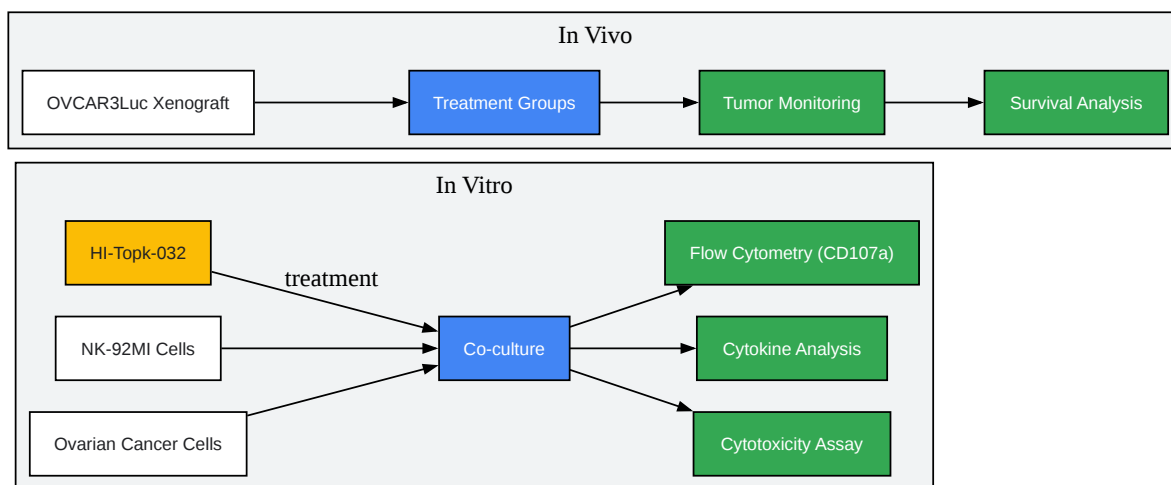 In Vivo
OVCAR3Luc Xenograft
Treatment Groups
Tumor Monitoring
Survival Analysis
In Vitro
HI-Topk-032
treatment
NK-92MI Cells
Ovarian Cancer Cells
Co-culture
Flow Cytometry (CD107a)
Cytokine Analysis
Cytotoxicity Assay